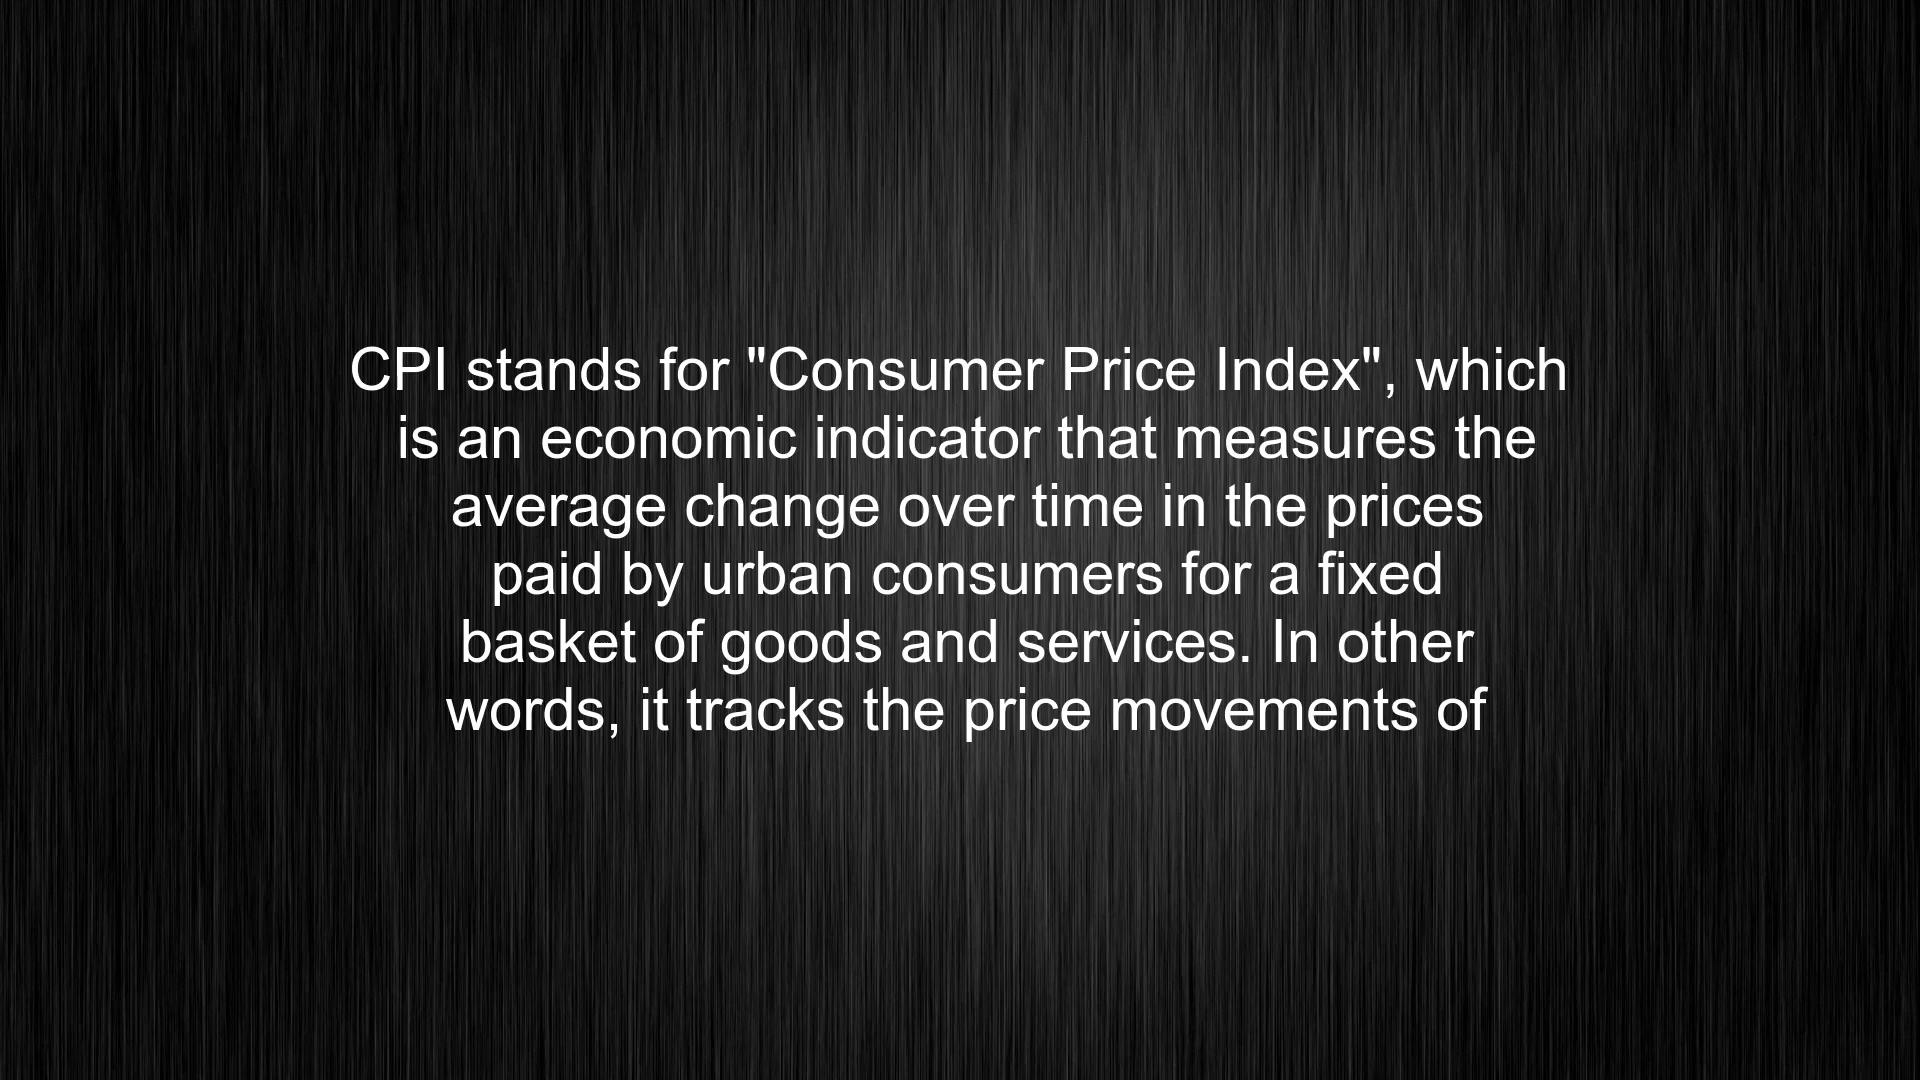 CPI stands for "Consumer Price Index", which
is an economic indicator that measures the
average change over time in the prices
paid by urban consumers for a fixed
basket of goods and services. In other
words, it tracks the price movements of